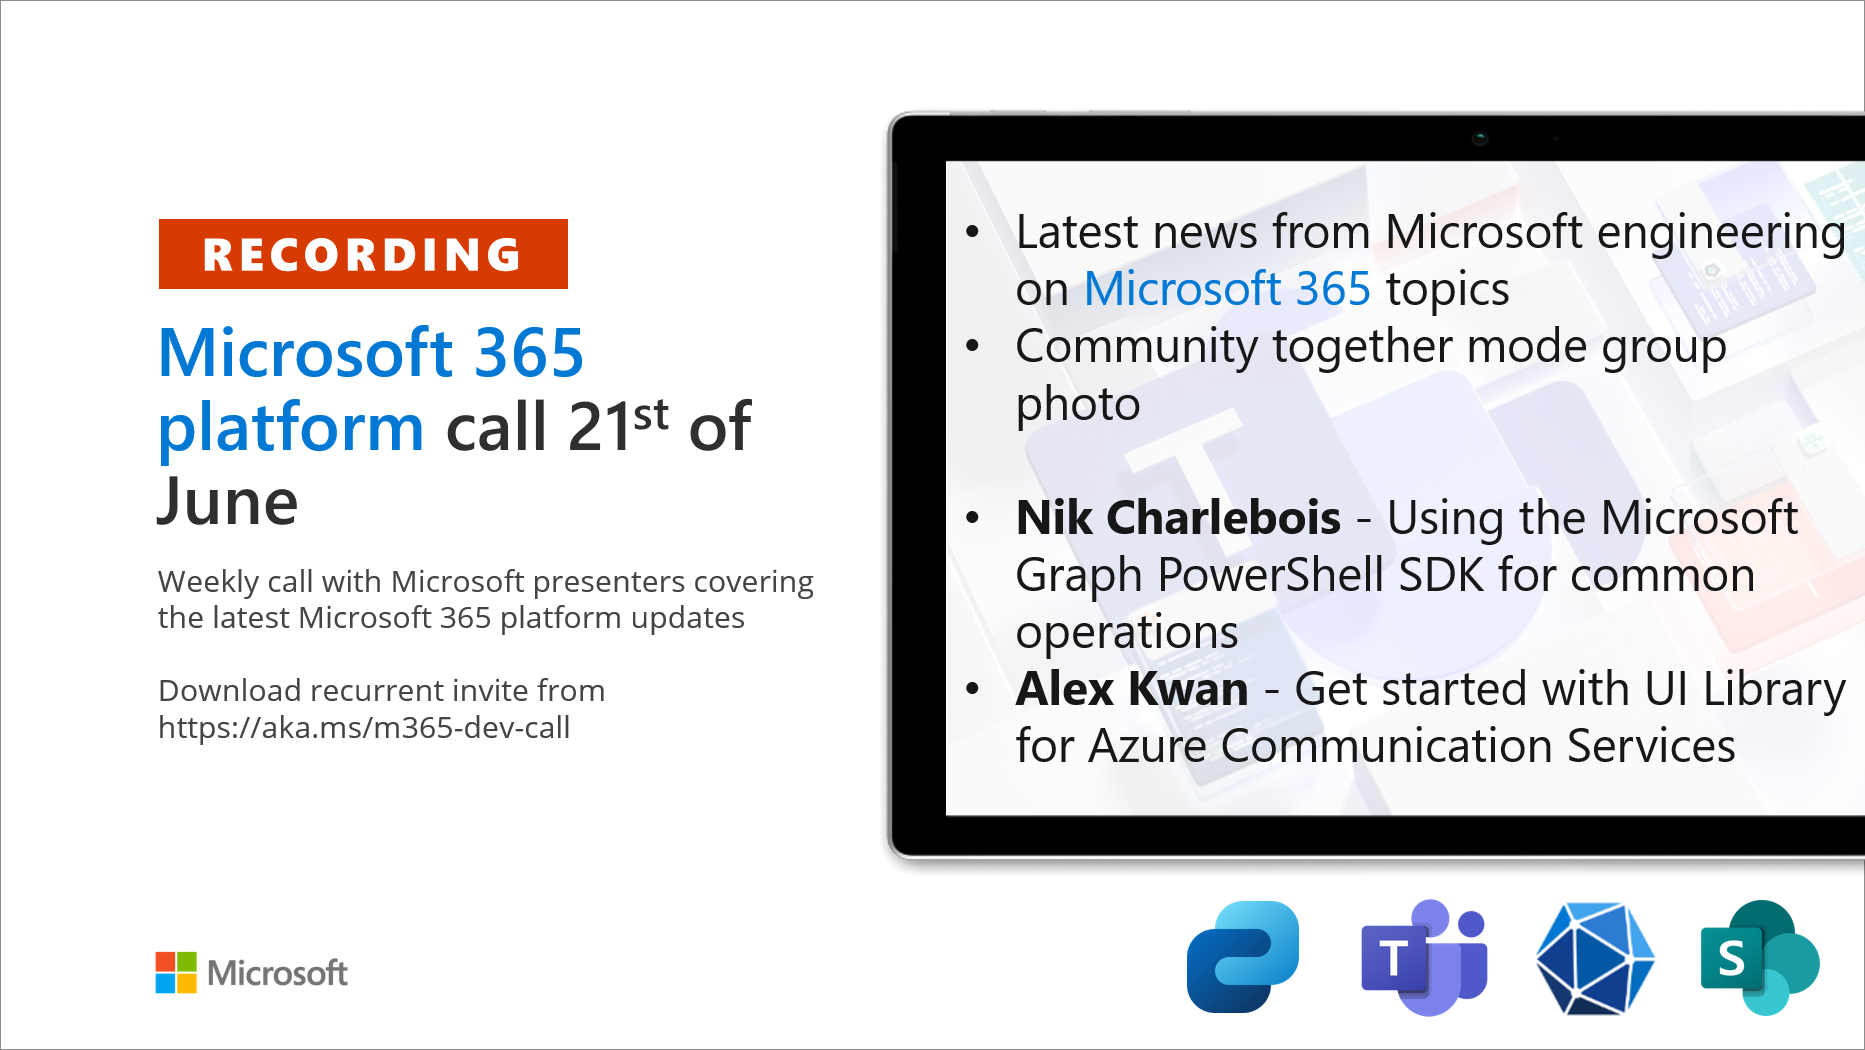 RECORDING
Microsoft 365
platform call 21st of
June
Weekly call with Microsoft presenters covering
the latest Microsoft 365 platform updates
Download recurrent invite from
https://aka.ms/m365-dev-call
Microsoft
• Latest news from Microsoft engineering
on Microsoft 365 topics
• Community together mode group
photo
• Nik Charlebois - Using the Microsoft
Graph PowerShell SDK for common
operations
• Alex Kwan - Get started with UI Library
for Azure Communication Services
T
T
S